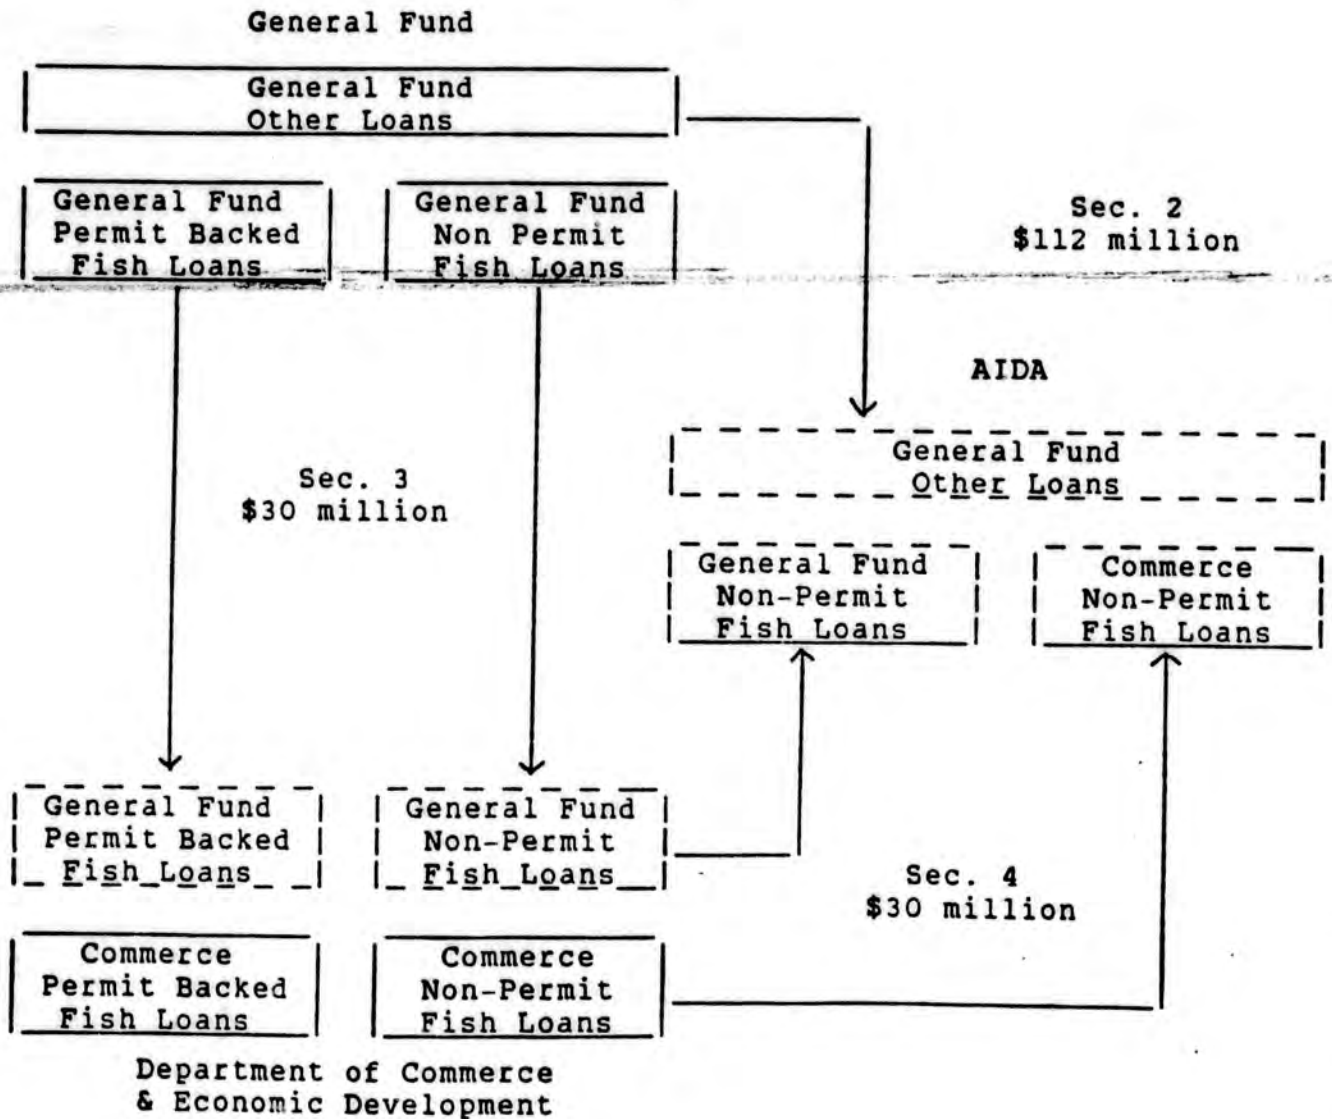 General Fund
General Fund
Other Loans
General Fund
Permit Backed
Fish Loans
General Fund
Non Permit
Fish Loans
Sec. 2
$112 million
AIDA
General Fund
Other Loans
Sec. 3
$30 million
General Fund
Non-Permit
Fish Loans
Commerce
Non-Permit
Fish Loans
General Fund
Permit Backed
Fish Loans
General Fund
Non-Permit
Fish Loans
Sec. 4
$30 million
Commerce
Permit Backed
Fish Loans
Commerce
Non-Permit
Fish Loans
Department of Commerce
& Economic Development